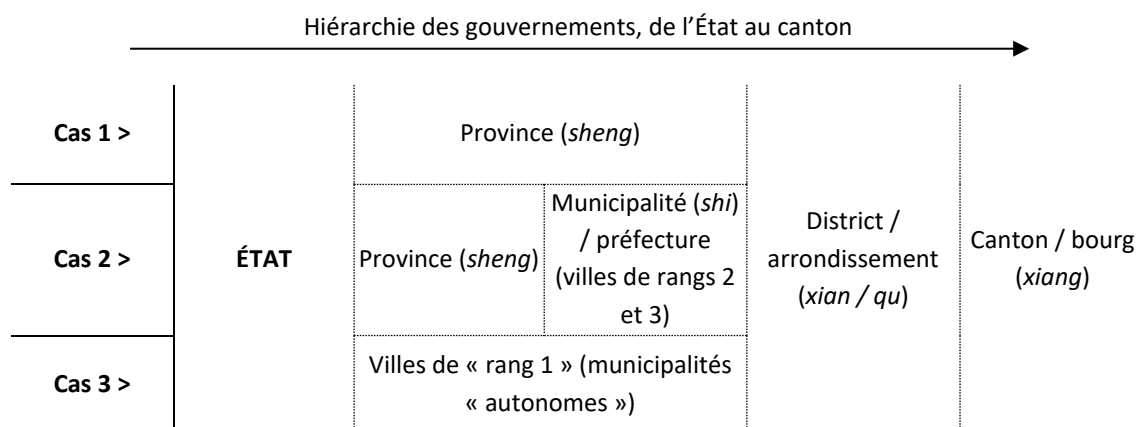 Hiérarchie des gouvernements, de l’État au canton
Cas 1 >
Province (sheng)
Cas 2 >
ÉTAT
Province (sheng)
Municipalité (shi)
/ préfecture
(villes de rangs 2
et 3)
District /
arrondissement
(xian / qu)
Canton / bourg
(xiang)
Cas 3 >
Villes de « rang 1 » (municipalités
« autonomes »)